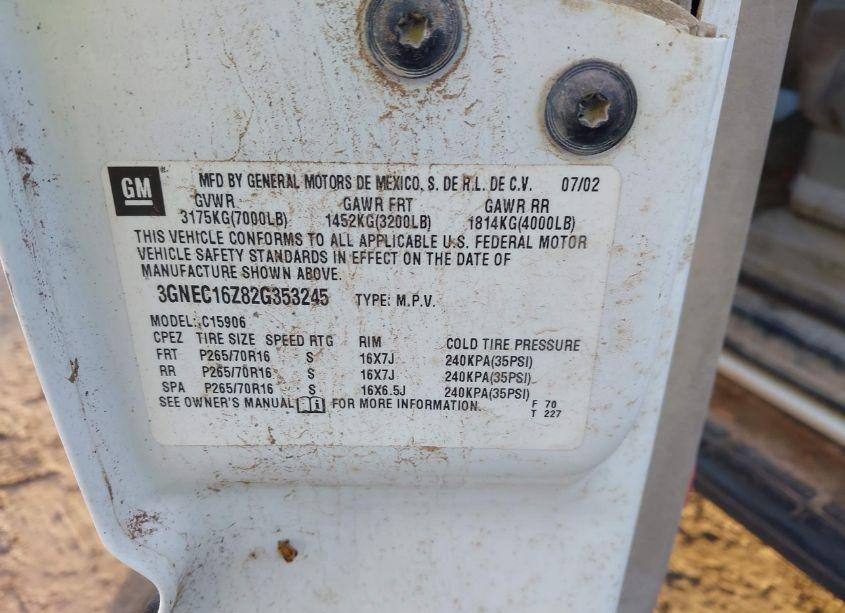 GM MFD BY GENERAL MOTORS DE MEXICO, S. DE R.L. DE C.V. 07/02
GVWR GAWR FRT GAWR RR
3175KG(7000LB) 1452KG(3200LB) 1814KG(4000LB)
THIS VEHICLE CONFORMS TO ALL APPLICABLE U.S. FEDERAL MOTOR
VEHICLE SAFETY STANDARDS IN EFFECT ON THE DATE OF
MANUFACTURE SHOWN ABOVE.
3GNEC16Z82G353245 TYPE: M.P.V.
MODEL: C15906
CPEZ TIRE SIZE SPEED RTG RIM COLD TIRE PRESSURE
FRT P265/70R16 S 16X7J 240KPA(35PSI)
RR P265/70R16 S 16X7J 240KPA(35PSI)
SPA P265/70R16 S 16X6.5J 240KPA(35PSI)
SEE OWNER'S MANUAL i FOR MORE INFORMATION. F 70
T 227